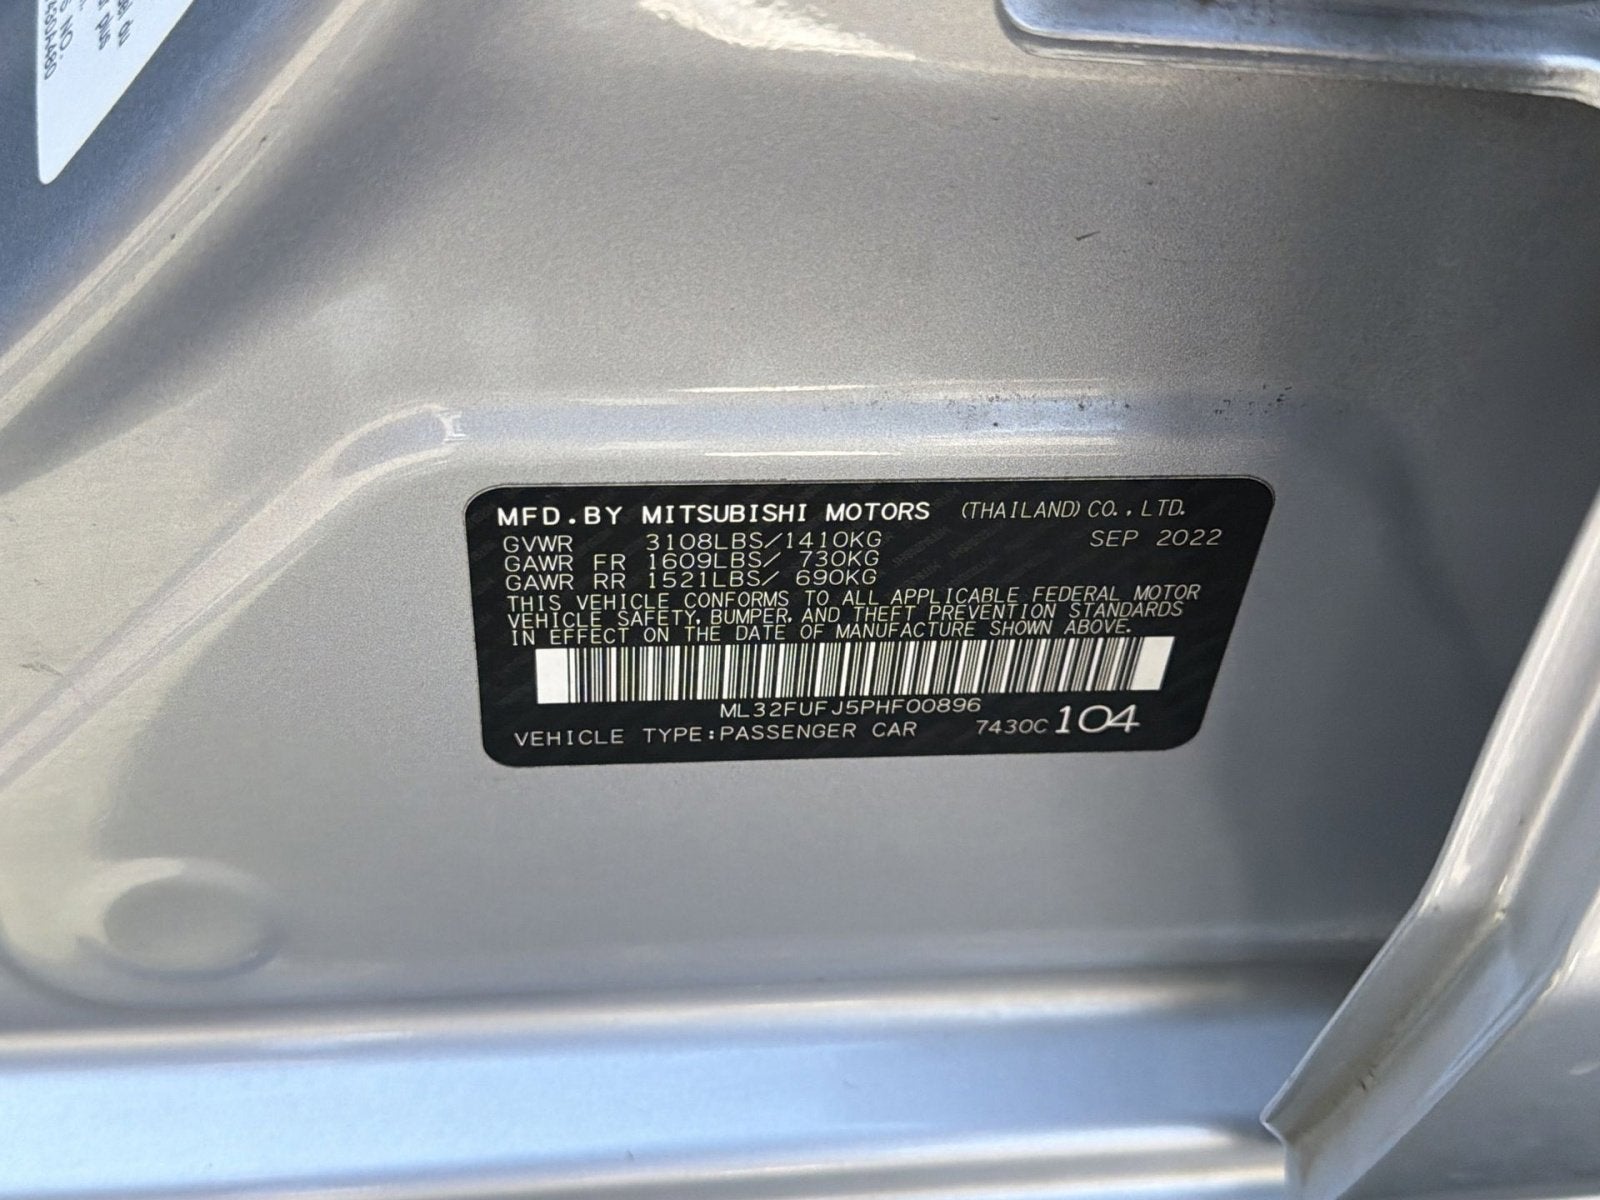 MFD.BY MITSUBISHI MOTORS (THAILAND) CO., LTD.
GVWR 3108LBS/1410KG SEP 2022
GAWR FR 1609LBS/ 730KG
GAWR RR 1521LBS/ 690KG
THIS VEHICLE CONFORMS TO ALL APPLICABLE FEDERAL MOTOR
VEHICLE SAFETY, BUMPER, AND THEFT PREVENTION STANDARDS
IN EFFECT ON THE DATE OF MANUFACTURE SHOWN ABOVE.
ML32FUFJ5PHF00896
VEHICLE TYPE:PASSENGER CAR 7430C 104